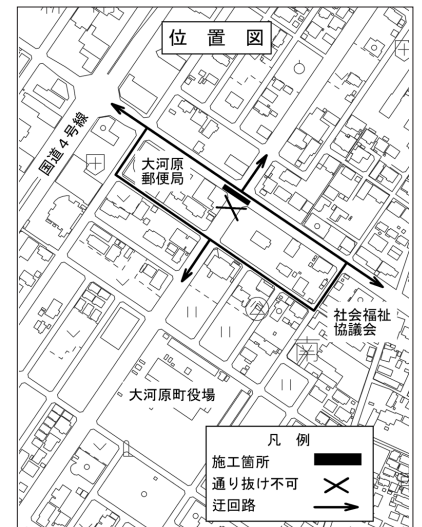 位置図
国道4号線
大河原
郵便局
社会福祉
協議会
大河原町役場
凡例
施工箇所
通り抜け不可
迂回路